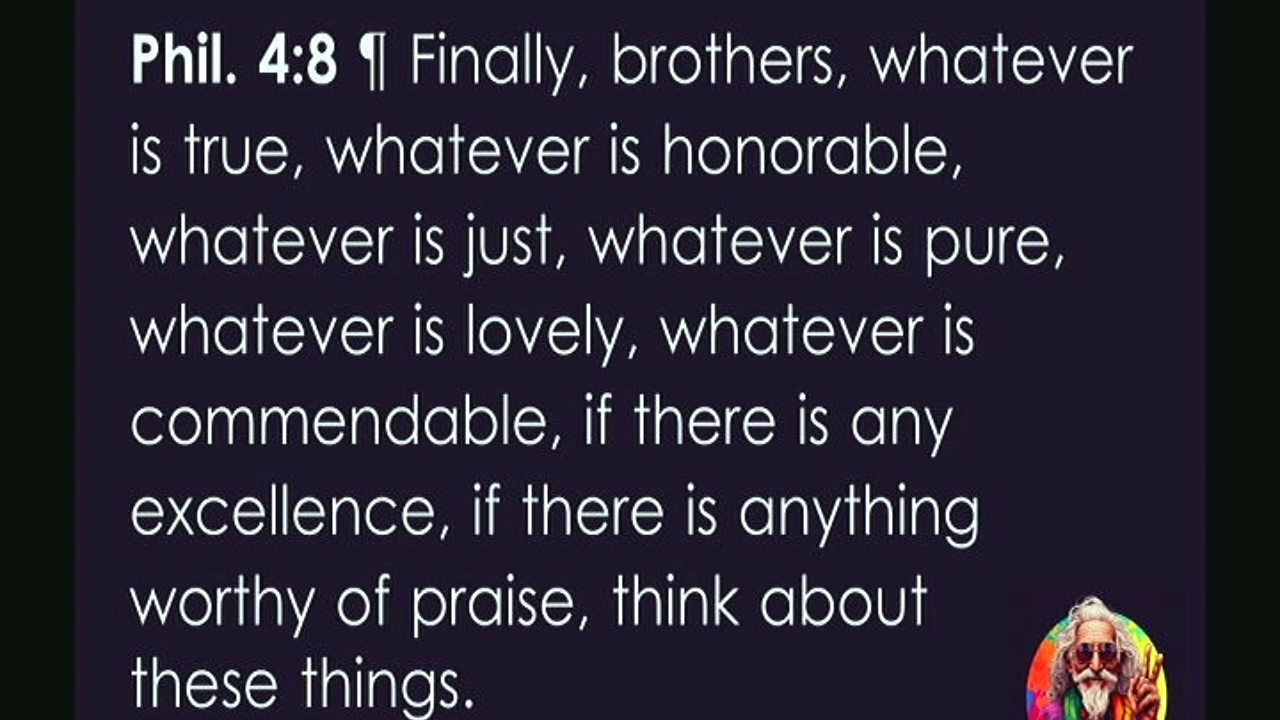 Phil. 4:8 ¶ Finally, brothers, whatever
is true, whatever is honorable,
whatever is just, whatever is pure,
whatever is lovely, whatever is
commendable, if there is any
excellence, if there is anything
worthy of praise, think about
these things.